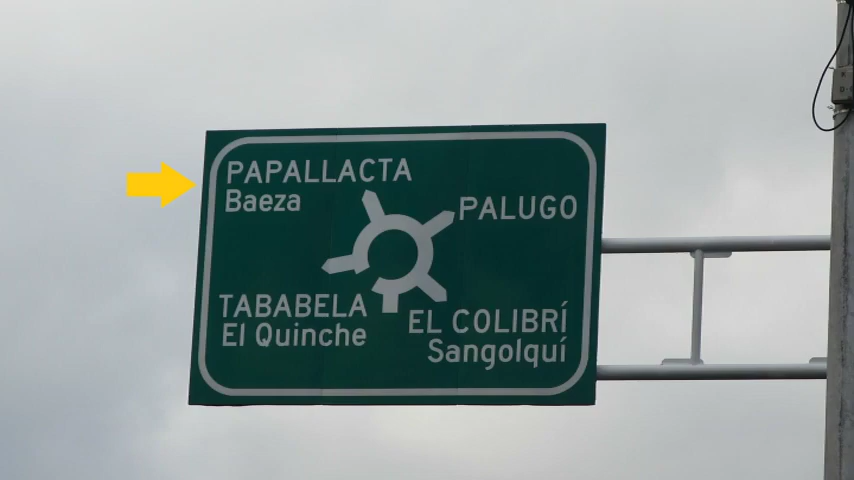 PAPALLACTA
Baeza
PALUGO
TABABELA
El Quinche
EL COLIBRÍ
Sangolquí